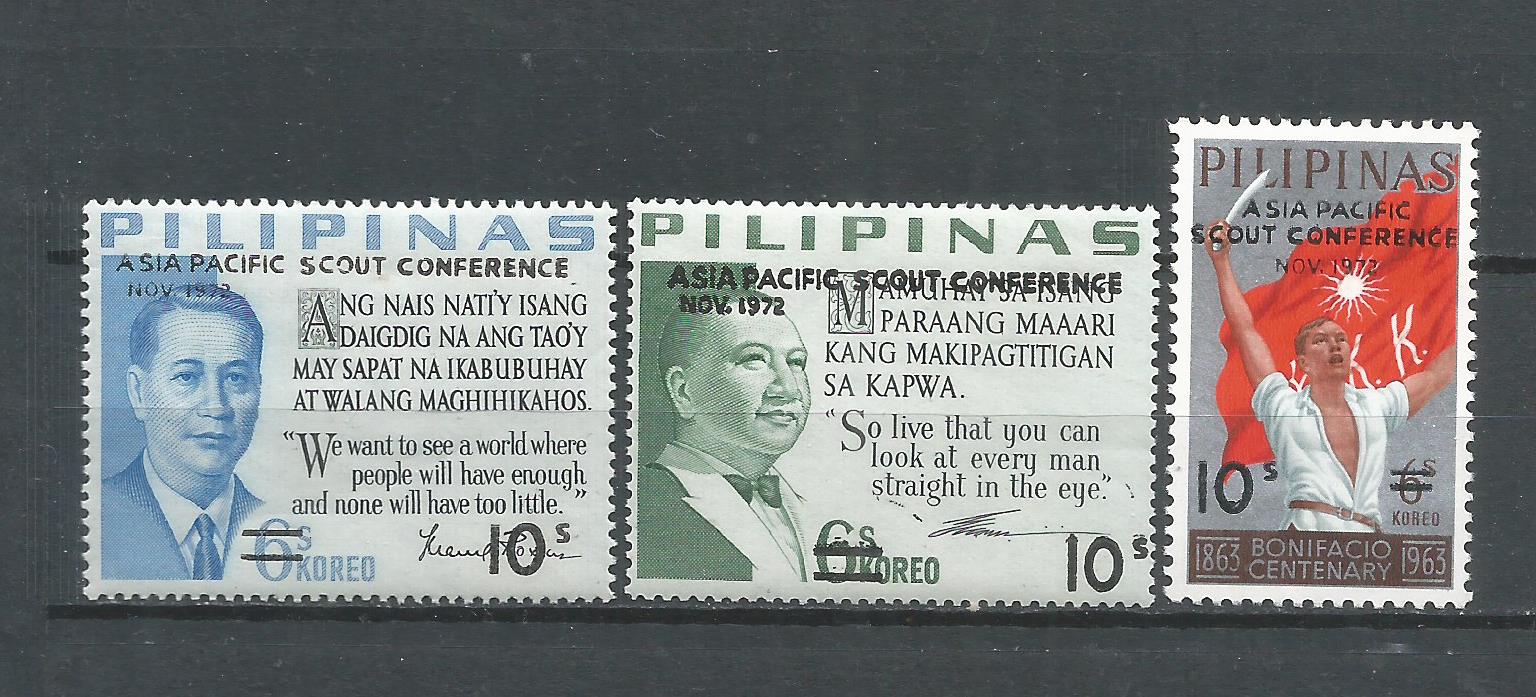 PILIPINAS
ASIA PACIFIC SCOUT CONFERENCE
NOV. 1972
ANG NAIS NATI'Y ISANG
DAIGDIG NA ANG TAO'Y
MAY SAPAT NA IKABUBUHAY
AT WALANG MAGHIHIKAHOS.
"We want to see a world where
people will have enough
and none will have too little."
6s KOREO
10s
PILIPINAS
ASIA PACIFIC SCOUT CONFERENCE
NOV. 1972
MAMUHAY SA ISANG
PARAANG MAAARI
KANG MAKIPAGTITIGAN
SA KAPWA.
"So live that you can
look at every man
straight in the eye."
6s KOREO
10s
PILIPINAS
ASIA PACIFIC
SCOUT CONFERENCE
NOV. 1972
K. K.
10s
6s
KOREO
1863 BONIFACIO CENTENARY 1963